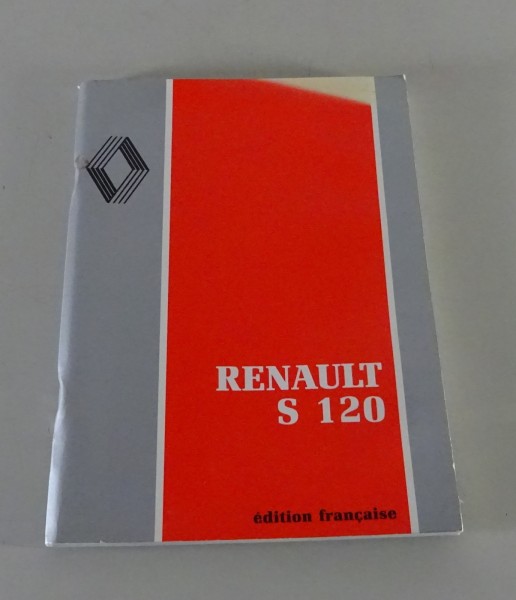 RENAULT
S 120
édition française